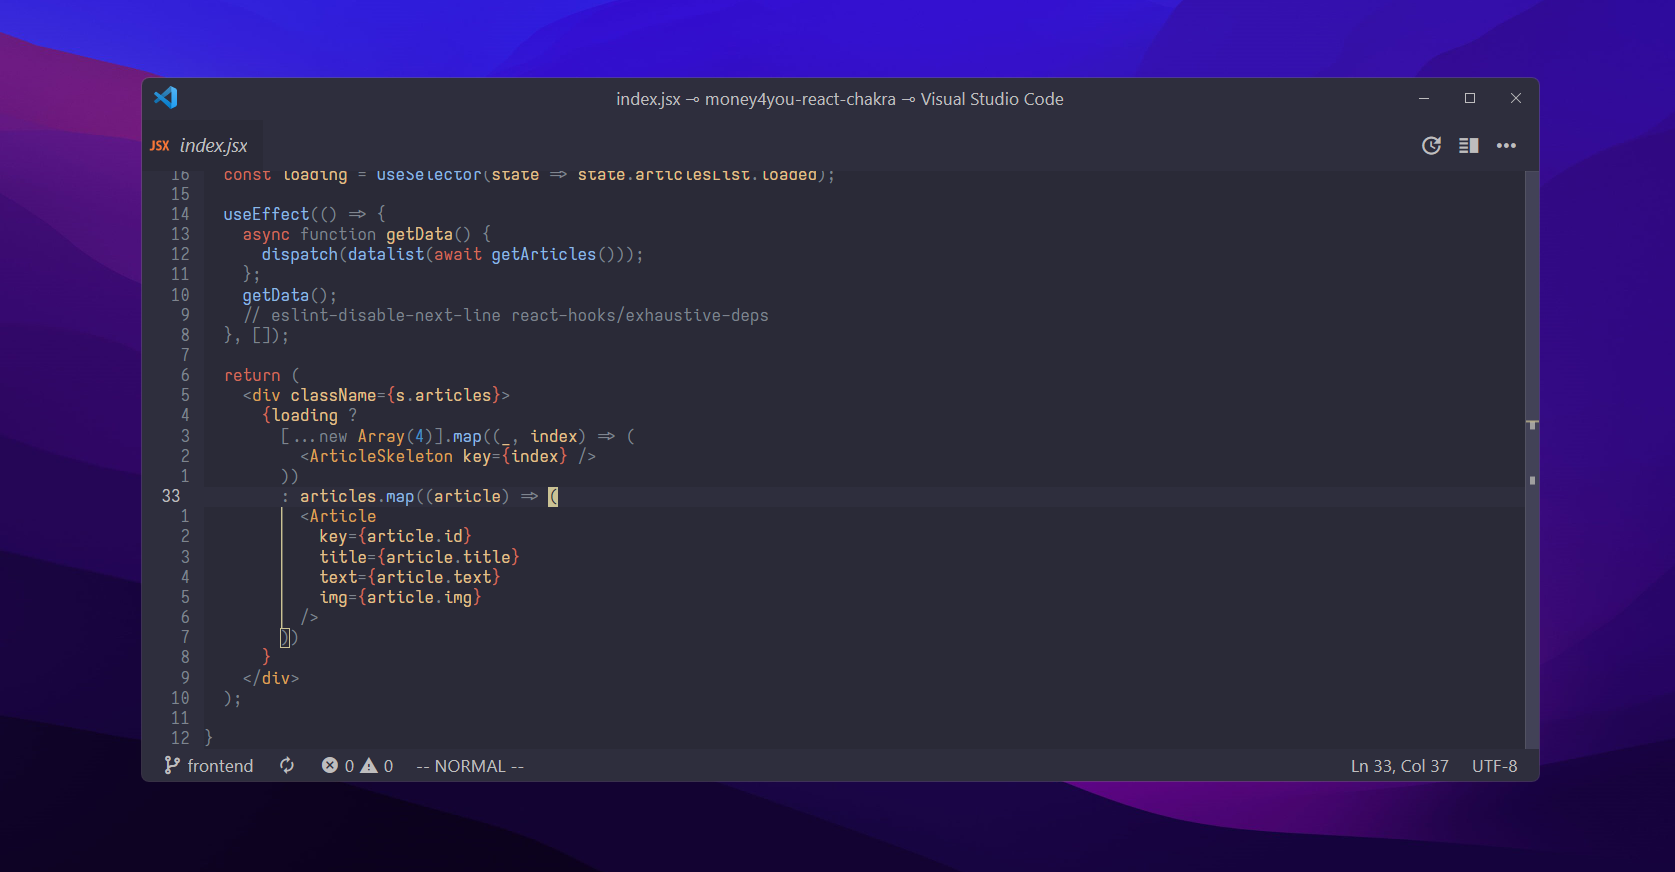 index.jsx ⊸ money4you-react-chakra ⊸ Visual Studio Code
JSX index.jsx
16 const loading = useSelector(state => state.articlesList.loaded);
15
14 useEffect(() => {
13 async function getData() {
12 dispatch(datalist(await getArticles()));
11 };
10 getData();
9 // eslint-disable-next-line react-hooks/exhaustive-deps
8 }, []);
7
6 return (
5 <div className={s.articles}>
4 {loading ?
3 [...new Array(4)].map((_, index) => (
2 <ArticleSkeleton key={index} />
1 ))
33 : articles.map((article) => (
1 <Article
2 key={article.id}
3 title={article.title}
4 text={article.text}
5 img={article.img}
6 />
7 ))
8 }
9 </div>
10 );
11
12 }
frontend 0 0 -- NORMAL -- Ln 33, Col 37 UTF-8